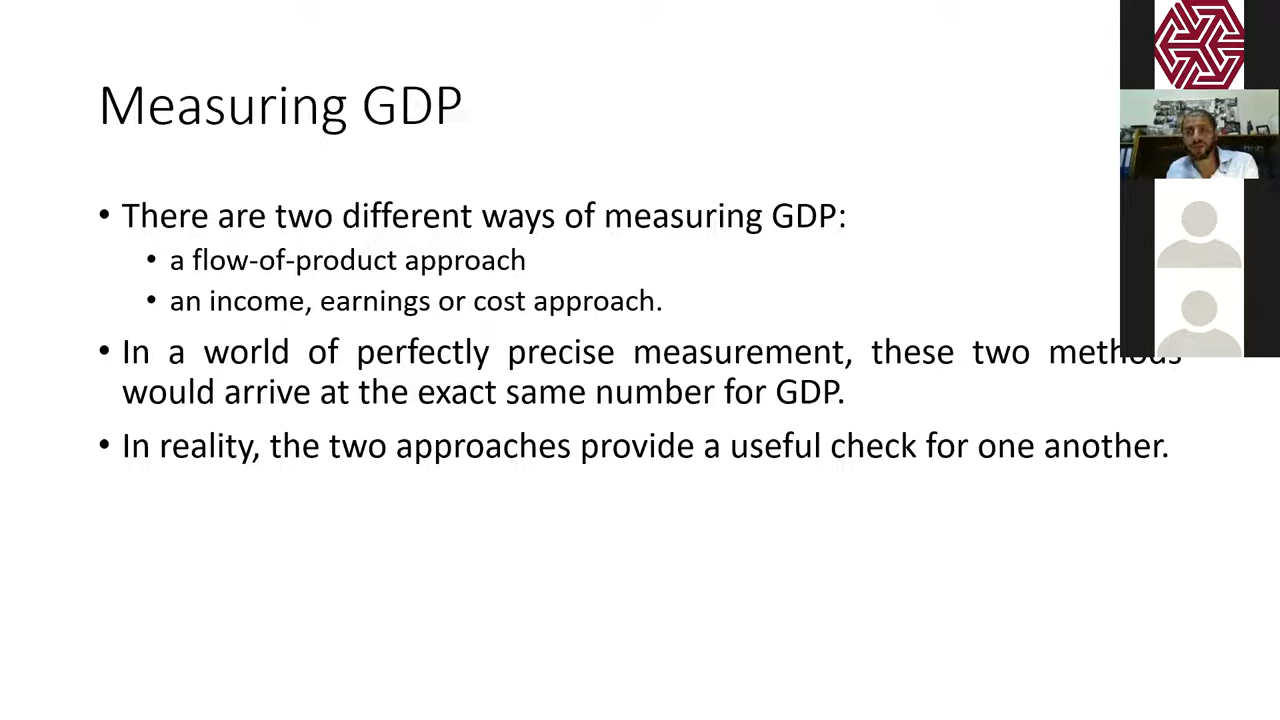 Measuring GDP
• There are two different ways of measuring GDP:
• a flow-of-product approach
• an income, earnings or cost approach.
• In a world of perfectly precise measurement, these two methods
would arrive at the exact same number for GDP.
• In reality, the two approaches provide a useful check for one another.